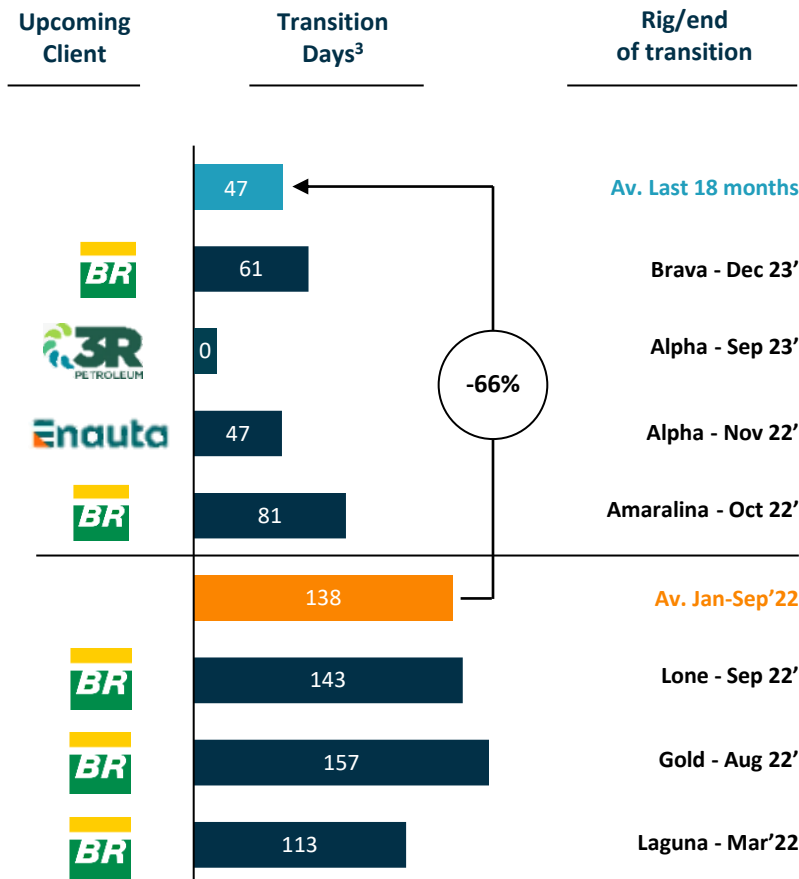 Upcoming Client
Transition Days³
Rig/end of transition
47
Av. Last 18 months
BR
61
Brava - Dec 23’
3R PETROLEUM
0
Alpha - Sep 23’
-66%
Enauta
47
Alpha - Nov 22’
BR
81
Amaralina - Oct 22’
138
Av. Jan-Sep’22
BR
143
Lone - Sep 22’
BR
157
Gold - Aug 22’
BR
113
Laguna - Mar’22